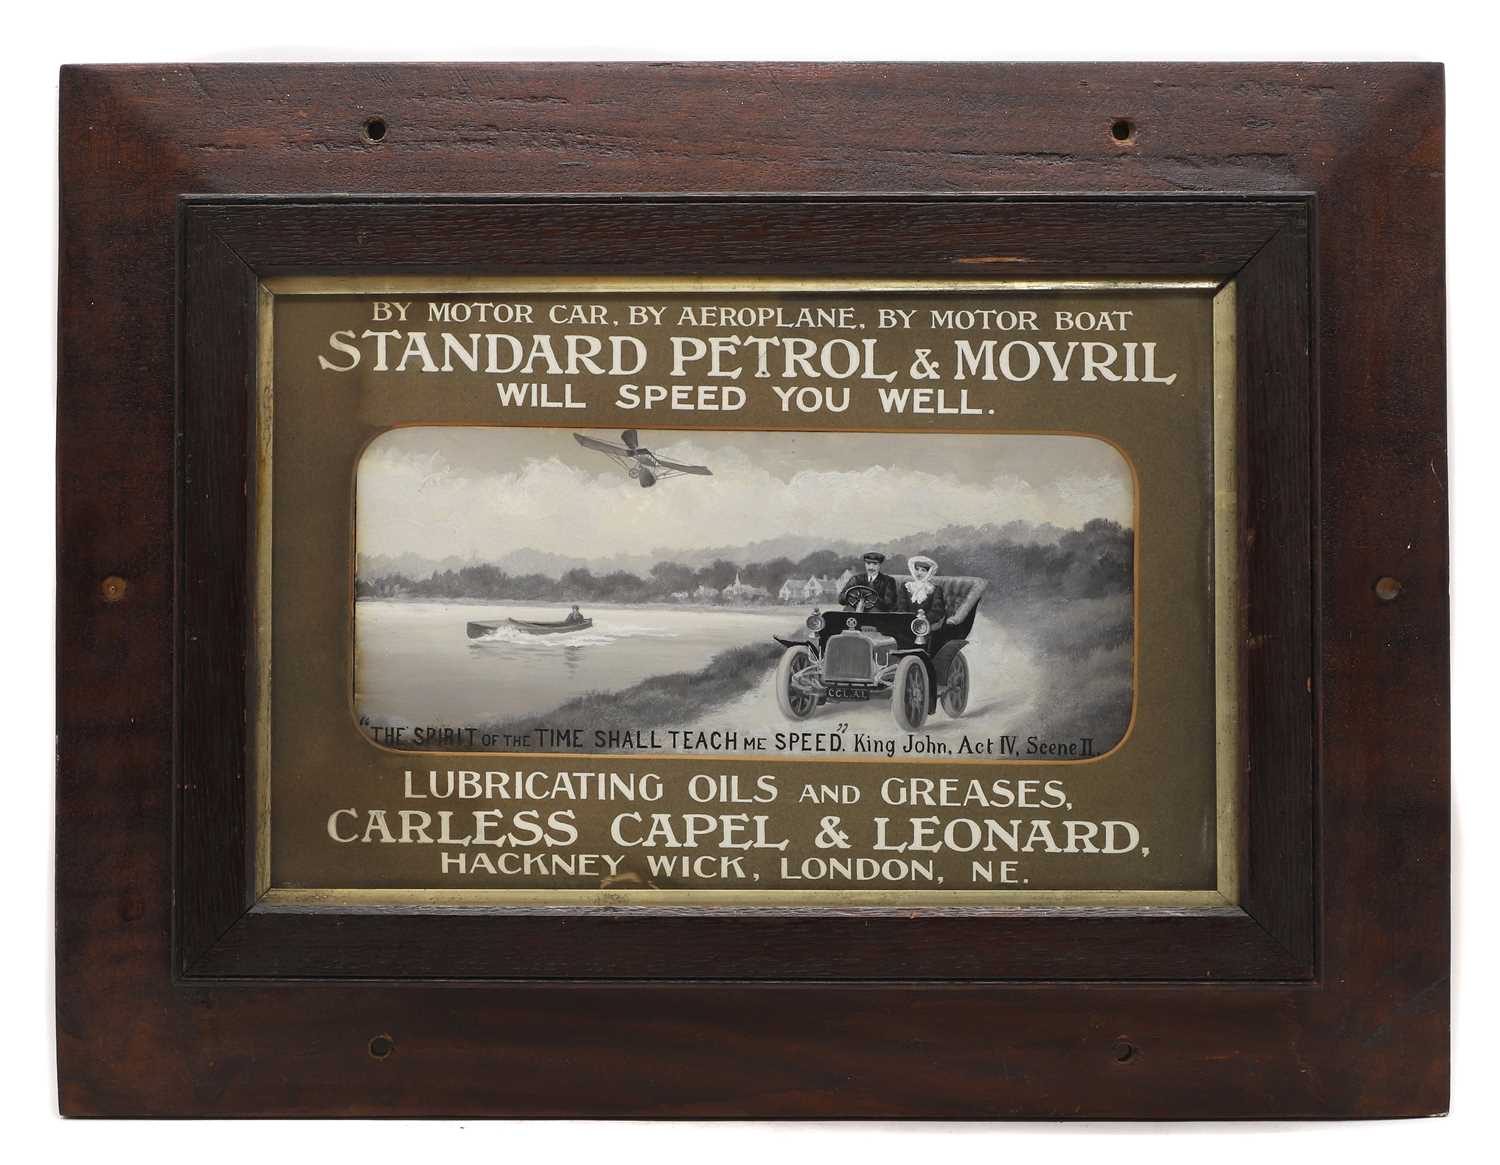 BY MOTOR CAR, BY AEROPLANE, BY MOTOR BOAT
STANDARD PETROL & MOVRIL
WILL SPEED YOU WELL.
CCL.A1.
"THE SPIRIT OF THE TIME SHALL TEACH ME SPEED." King John, Act IV, Scene II.
LUBRICATING OILS AND GREASES,
CARLESS CAPEL & LEONARD,
HACKNEY WICK, LONDON, NE.